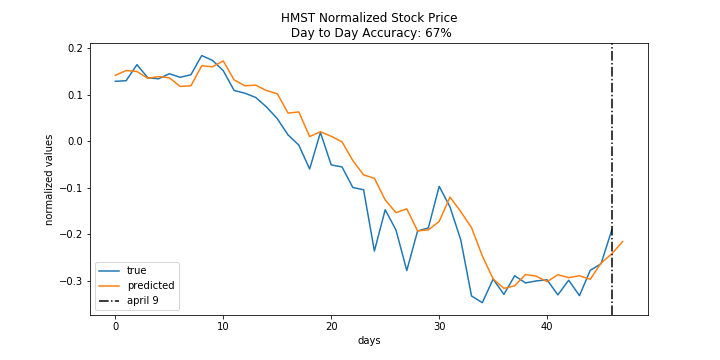 HMST Normalized Stock Price
Day to Day Accuracy: 67%
normalized values
0.2
0.1
0.0
−0.1
−0.2
−0.3
true
predicted
april 9
0
10
20
30
40
days